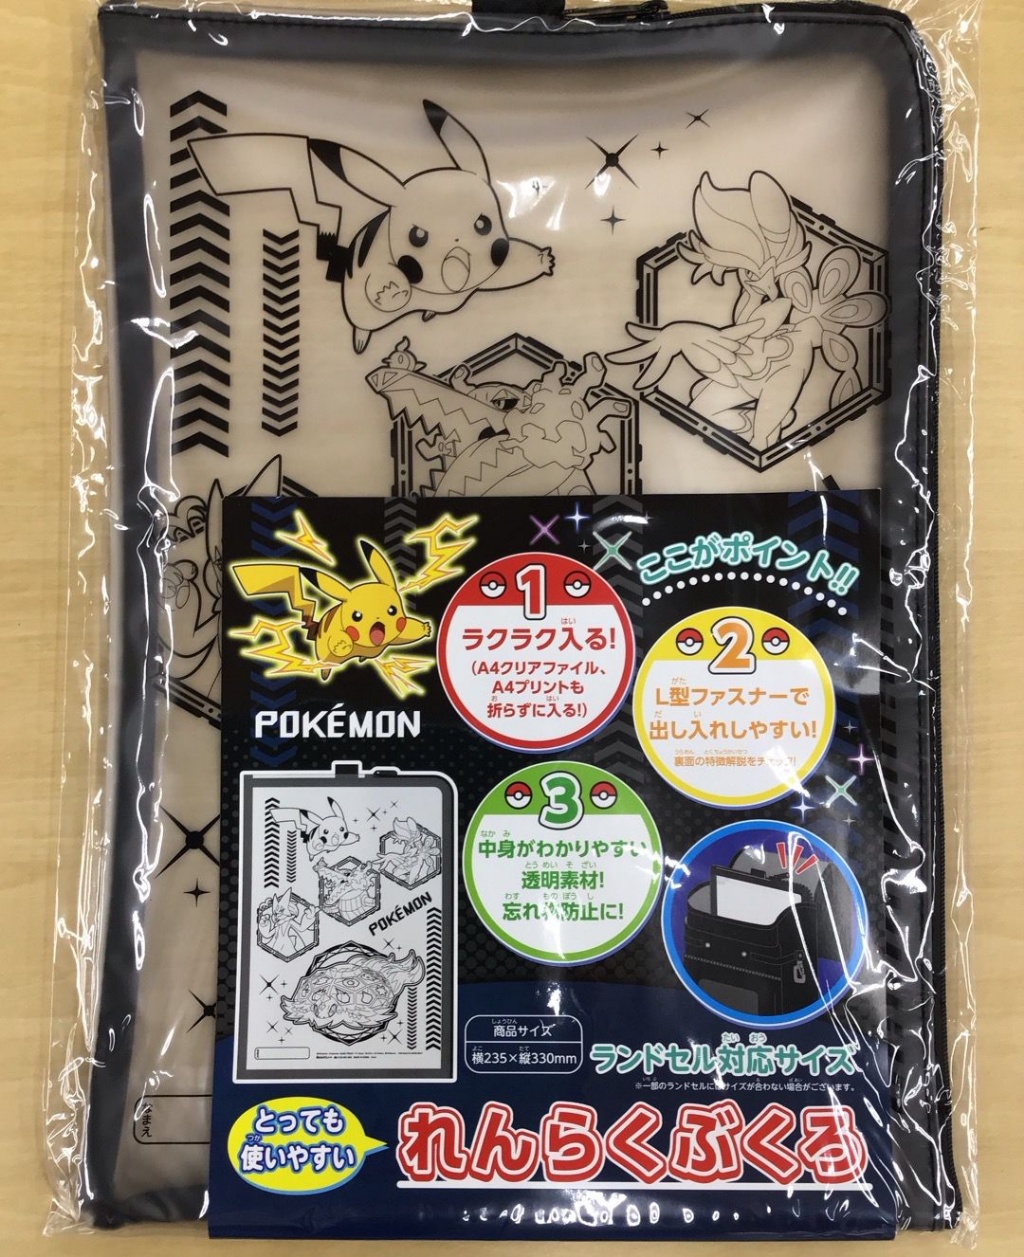 ここがポイント!!
1
ラクラク入る!
(A4クリアファイル、
A4プリントも
折らずに入る!)
2
L型ファスナーで
出し入れしやすい!
裏面の特徴解説をチェック!
POKÉMON
3
中身がわかりやすい
透明素材!
忘れ物防止に!
POKÉMON
商品サイズ
横235×縦330mm
ランドセル対応サイズ
※一部のランドセルにはサイズが合わない場合がございます。
なまえ
とっても
使いやすい
れんらくぶくろ